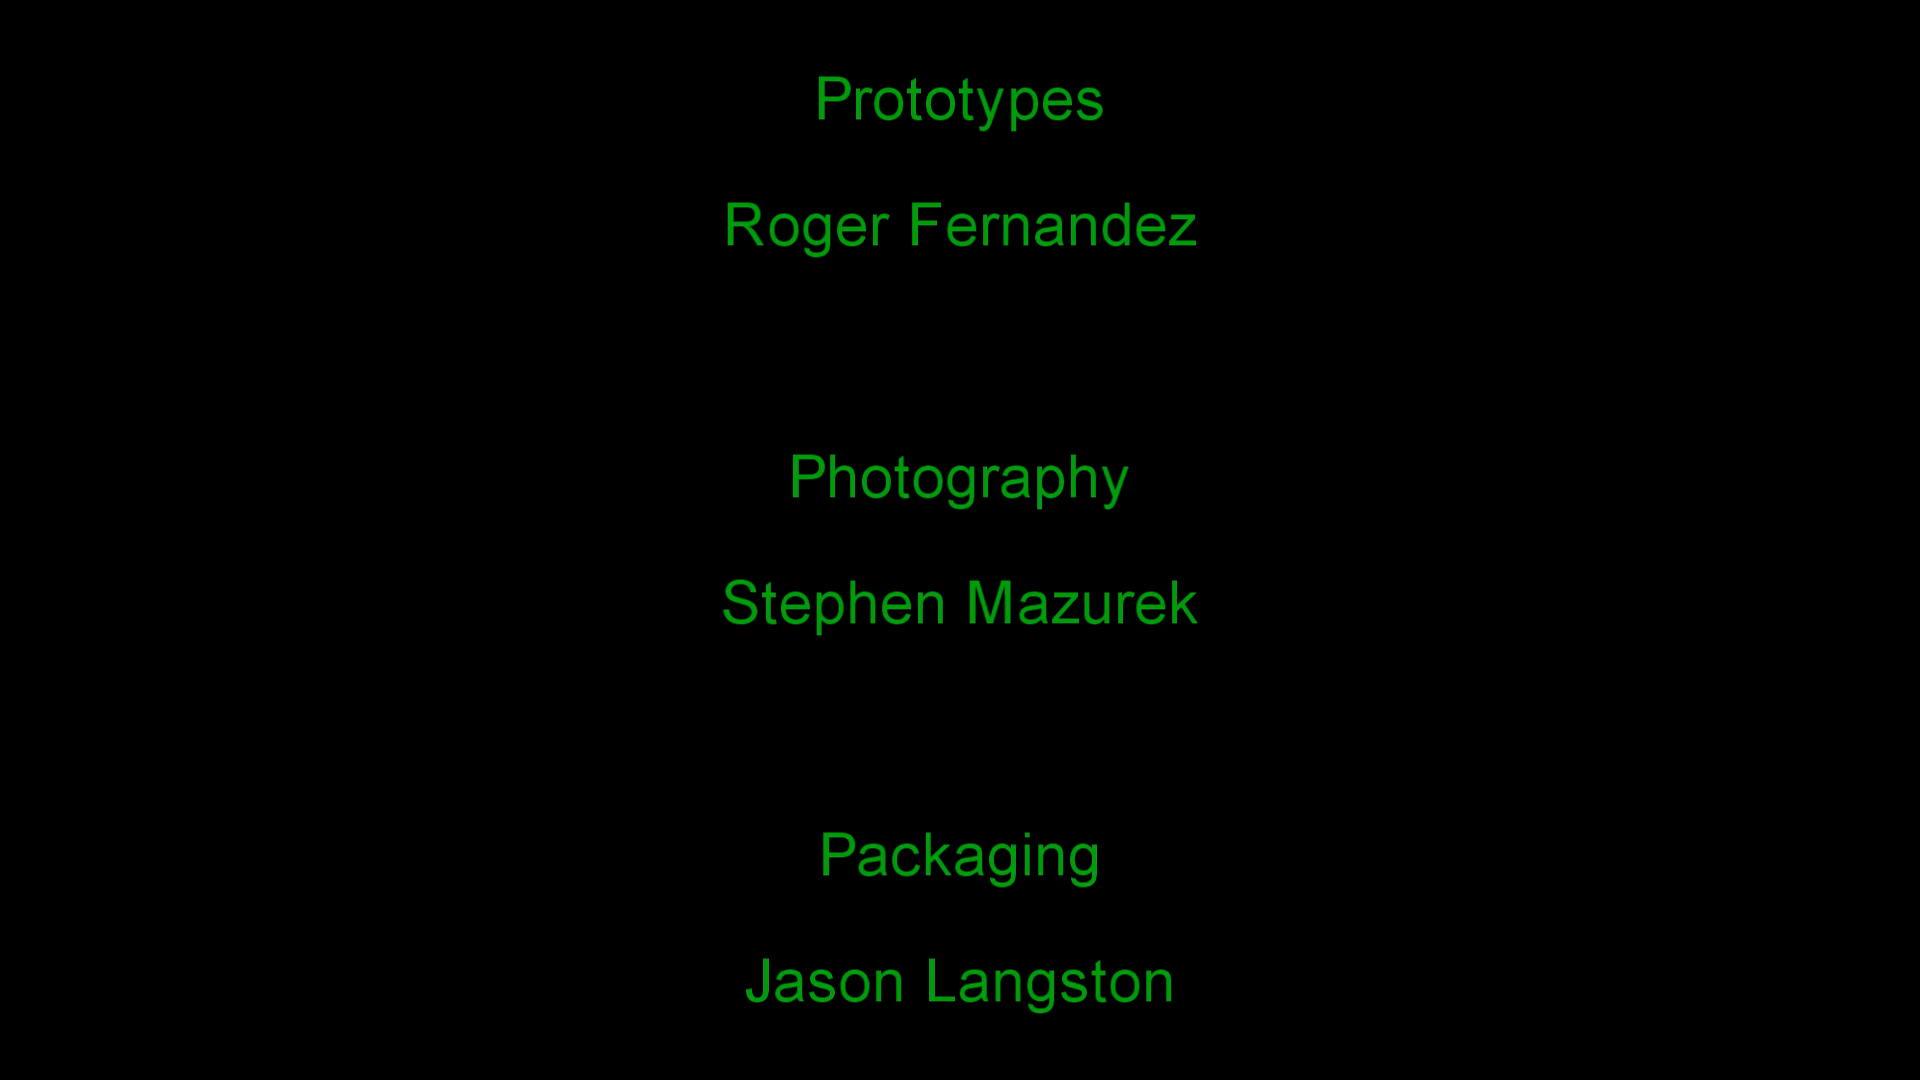 Prototypes
Roger Fernandez
Photography
Stephen Mazurek
Packaging
Jason Langston